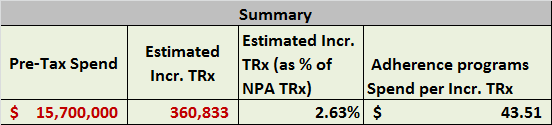 Summary
Pre-Tax Spend
Estimated
Incr. TRx
Estimated Incr.
TRx (as % of
NPA TRx)
Adherence programs
Spend per Incr. TRx
$ 15,700,000
360,833
2.63%
$ 43.51